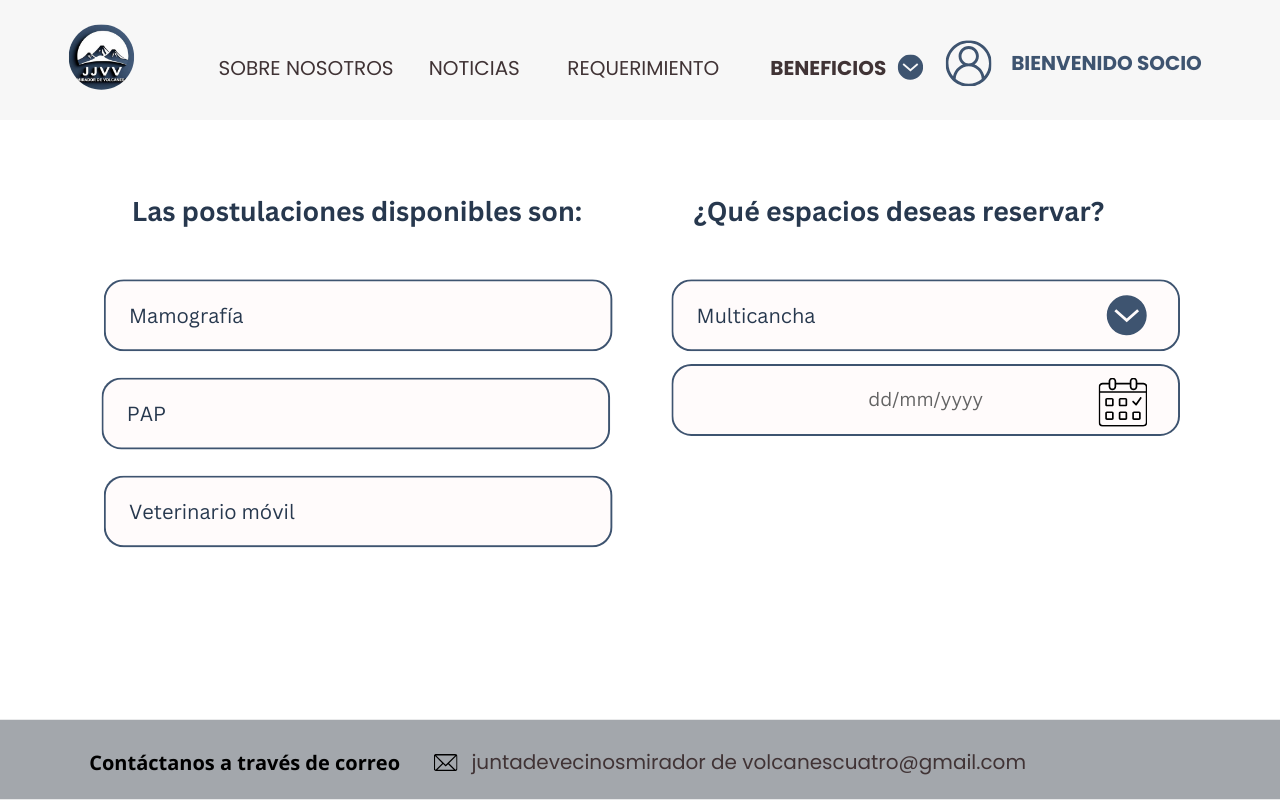 JJVV
MIRADOR DE VOLCANES
SOBRE NOSOTROS
NOTICIAS
REQUERIMIENTO
BENEFICIOS
BIENVENIDO SOCIO
Las postulaciones disponibles son:
Mamografía
PAP
Veterinario móvil
¿Qué espacios deseas reservar?
Multicancha
dd/mm/yyyy
Contáctanos a través de correo
juntadevecinosmirador de volcanescuatro@gmail.com